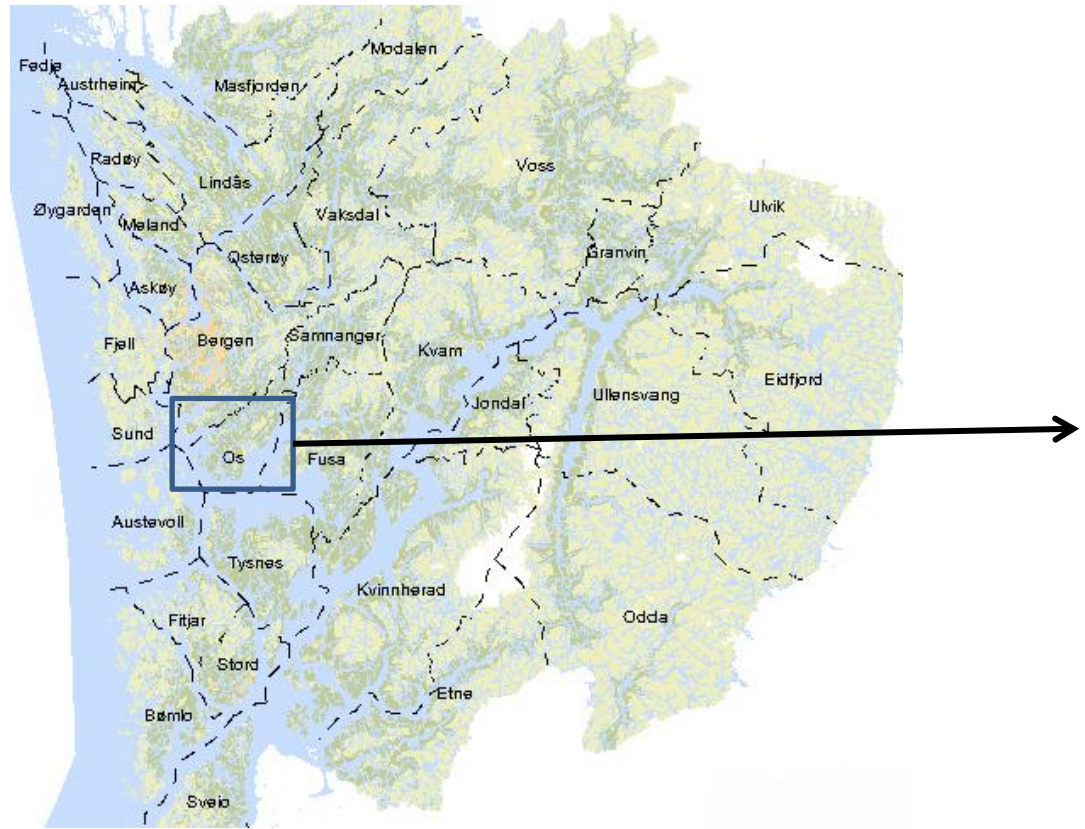 Modalen
Fedje
Austrheim
Masfjorden
Radøy
Voss
Lindås
Øygarden
Vaksdal
Ulvik
Meland
Osterøy
Granvin
Askøy
Fjell
Bergen
Samnanger
Kvam
Eidfjord
Ullensvang
Jondal
Sund
Os
Fusa
Austevoll
Tysnes
Kvinnherad
Fitjar
Odda
Stord
Etne
Bømlo
Sveio